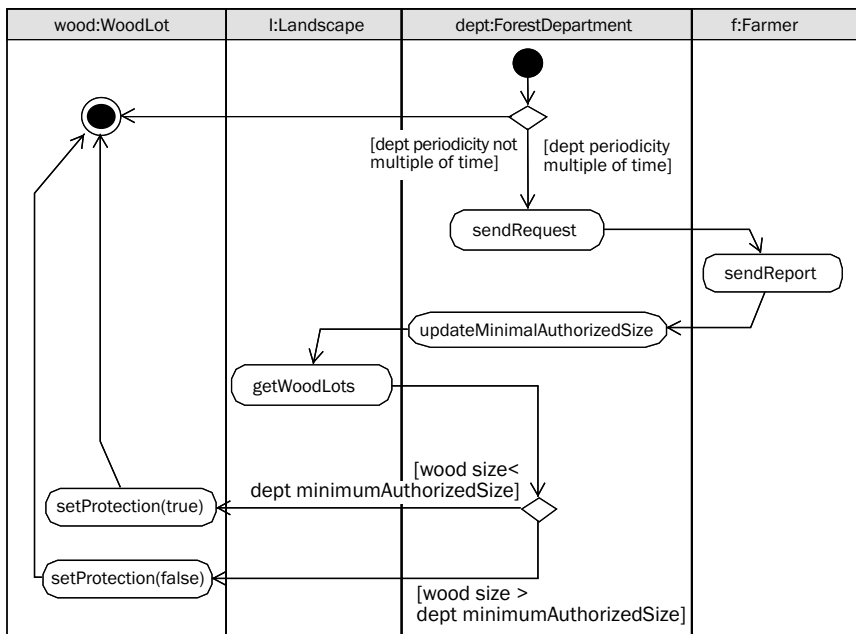 wood:WoodLot
l:Landscape
dept:ForestDepartment
f:Farmer
[dept periodicity not
multiple of time]
[dept periodicity
multiple of time]
sendRequest
sendReport
updateMinimalAuthorizedSize
getWoodLots
[wood size<
dept minimumAuthorizedSize]
setProtection(true)
setProtection(false)
[wood size >
dept minimumAuthorizedSize]